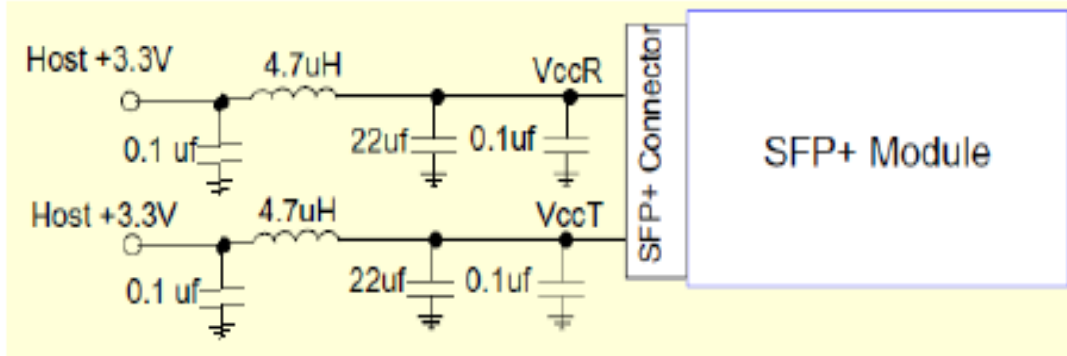 Host +3.3V
4.7uH
VccR
0.1 uf
22uf
0.1uf
SFP+ Connector
SFP+ Module
Host +3.3V
4.7uH
VccT
0.1 uf
22uf
0.1uf